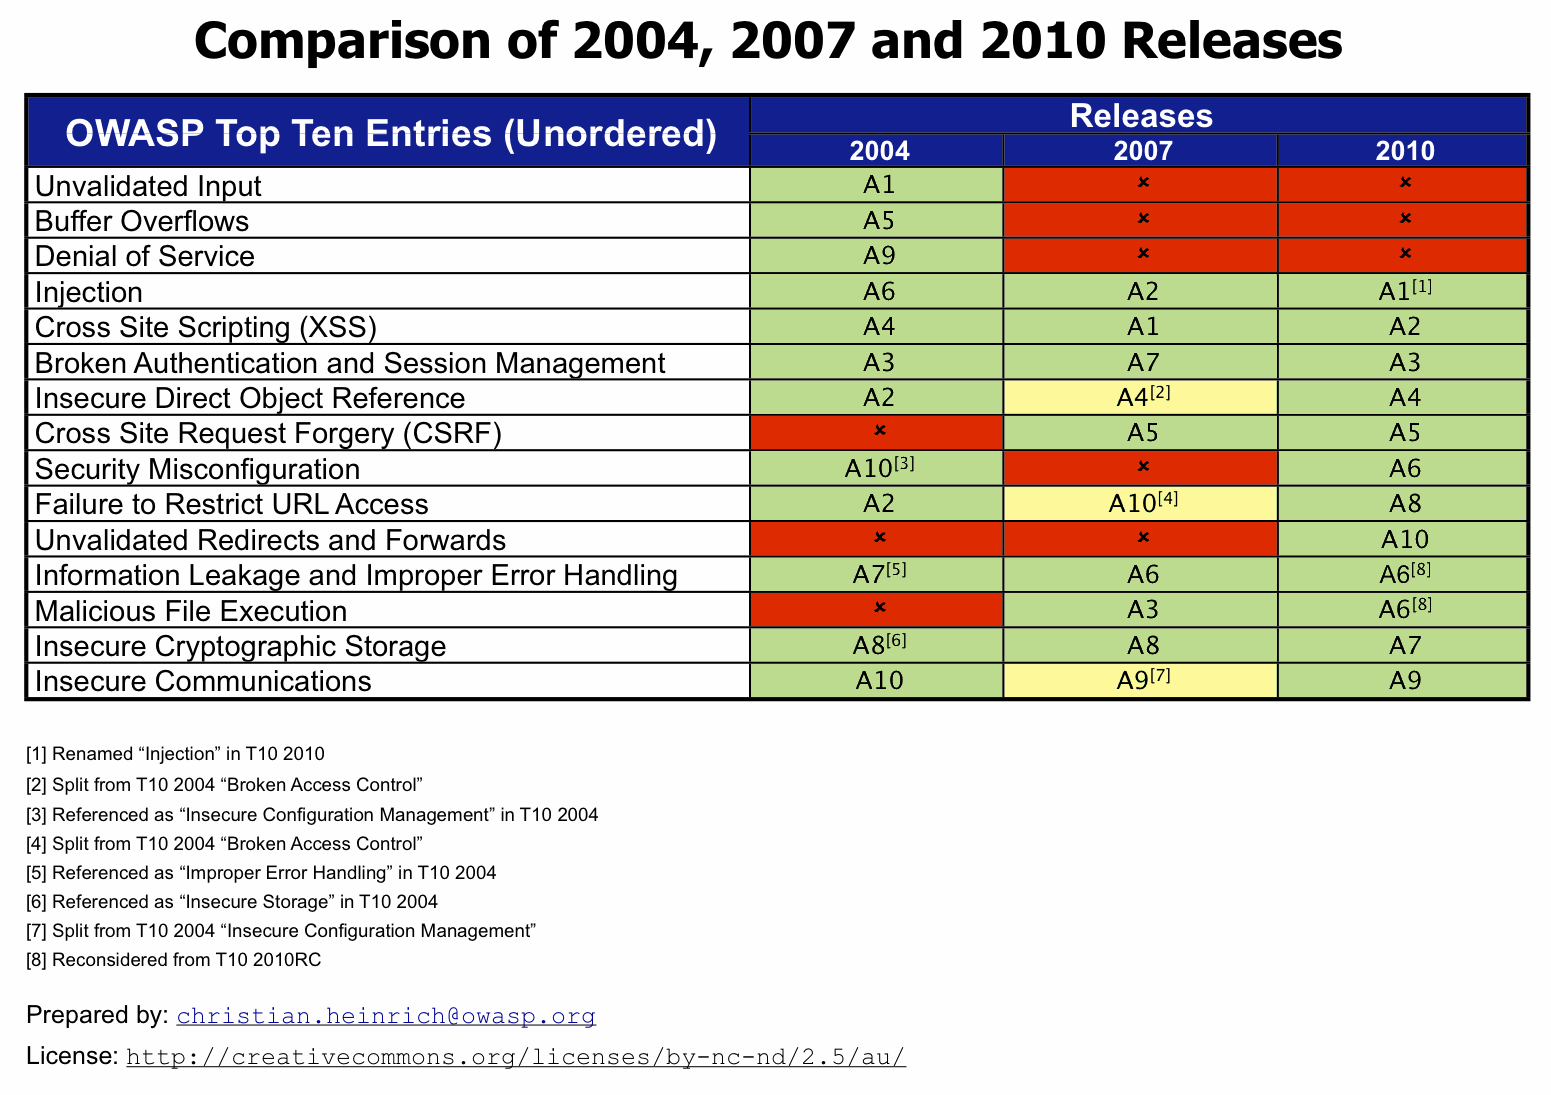 Comparison of 2004, 2007 and 2010 Releases
OWASP Top Ten Entries (Unordered) Releases
2004 2007 2010
Unvalidated Input A1 × ×
Buffer Overflows A5 × ×
Denial of Service A9 × ×
Injection A6 A2 A1[1]
Cross Site Scripting (XSS) A4 A1 A2
Broken Authentication and Session Management A3 A7 A3
Insecure Direct Object Reference A2 A4[2] A4
Cross Site Request Forgery (CSRF) × A5 A5
Security Misconfiguration A10[3] × A6
Failure to Restrict URL Access A2 A10[4] A8
Unvalidated Redirects and Forwards × × A10
Information Leakage and Improper Error Handling A7[5] A6 A6[8]
Malicious File Execution × A3 A6[8]
Insecure Cryptographic Storage A8[6] A8 A7
Insecure Communications A10 A9[7] A9
[1] Renamed “Injection” in T10 2010
[2] Split from T10 2004 “Broken Access Control”
[3] Referenced as “Insecure Configuration Management” in T10 2004
[4] Split from T10 2004 “Broken Access Control”
[5] Referenced as “Improper Error Handling” in T10 2004
[6] Referenced as “Insecure Storage” in T10 2004
[7] Split from T10 2004 “Insecure Configuration Management”
[8] Reconsidered from T10 2010RC
Prepared by: christian.heinrich@owasp.org
License: http://creativecommons.org/licenses/by-nc-nd/2.5/au/